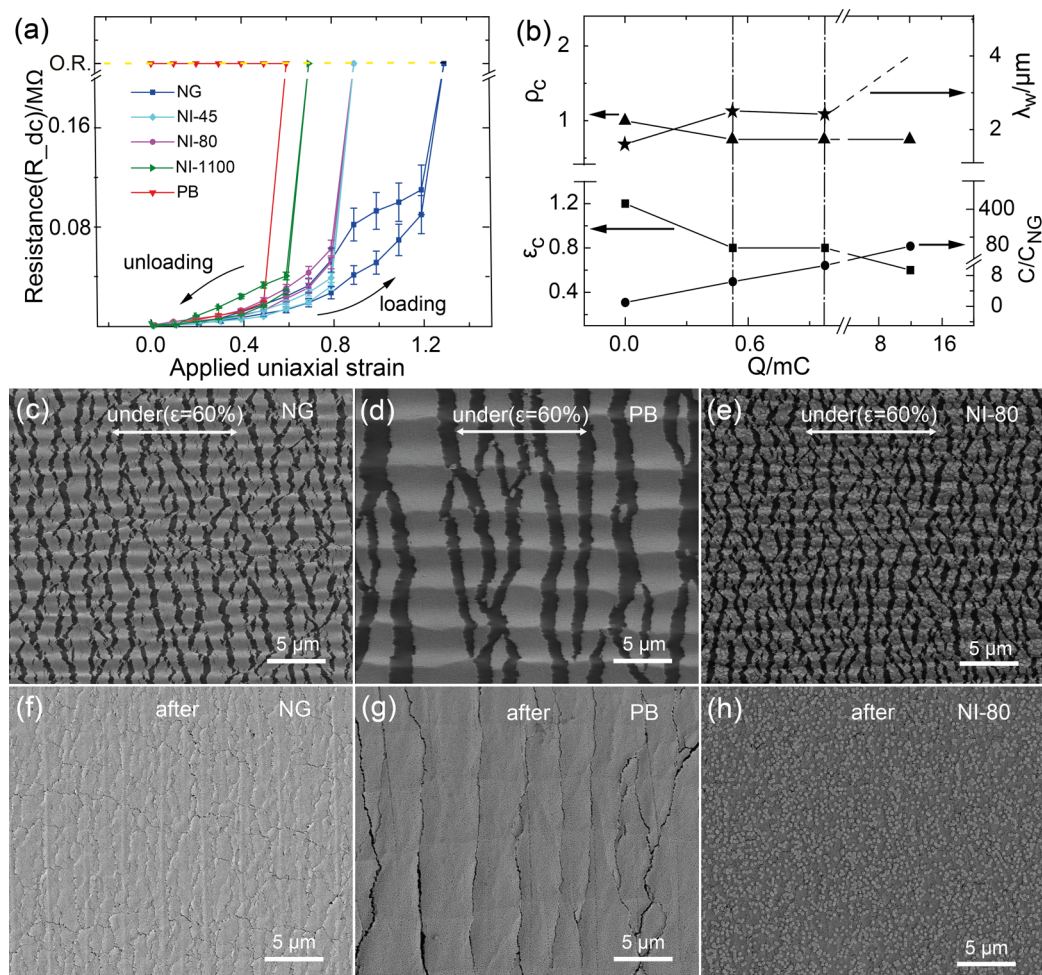 (a)
Resistance(R_dc)/MΩ
O.R.
0.16
0.08
NG
NI-45
NI-80
NI-1100
PB
unloading
loading
0.0 0.4 0.8 1.2
Applied uniaxial strain
(b)
2
1
ρc
1.2
0.8
0.4
εc
4
2
λw/μm
400
80
8
0
C/CNG
0.0 0.6 8 16
Q/mC
(c) under(ε=60%) NG
5 μm
(d) under(ε=60%) PB
5 μm
(e) under(ε=60%) NI-80
5 μm
(f) after NG
5 μm
(g) after PB
5 μm
(h) after NI-80
5 μm